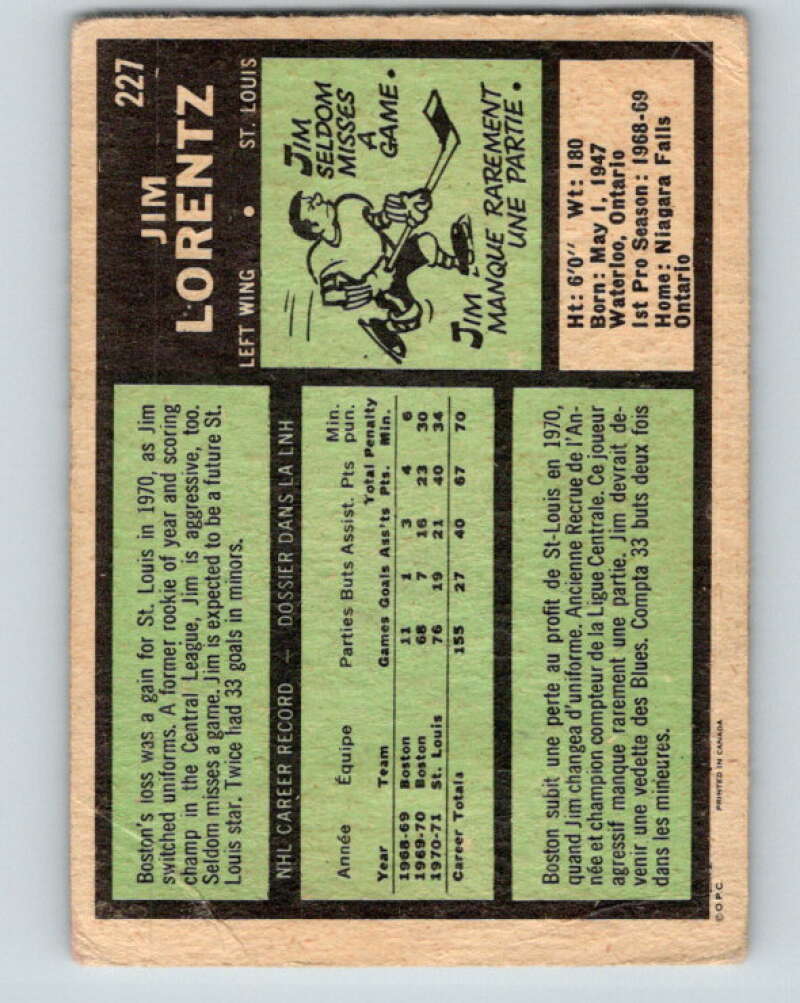 227
JIM
LORENTZ
LEFT WING • ST. LOUIS
Boston's loss was a gain for St. Louis in 1970, as Jim
switched uniforms. A former rookie of year and scoring
champ in the Central League, Jim is aggressive, too.
Seldom misses a game. Jim is expected to be a future St.
Louis star. Twice had 33 goals in minors.
JIM
SELDOM
MISSES
A
GAME.
JIM
MANQUE RAREMENT
UNE PARTIE.
NHL CAREER RECORD — DOSSIER DANS LA LNH
Année Équipe Parties Buts Assist. Pts Min. pun.
Year Team Games Goals Ass'ts Total Pts. Penalty Min.
1968-69 Boston 11 1 3 4 6
1969-70 Boston 68 7 16 23 30
1970-71 St. Louis 76 19 21 40 34
Career Totals 155 27 40 67 70
Ht: 6'0" Wt: 180
Born: May 1, 1947
Waterloo, Ontario
1st Pro Season: 1968-69
Home: Niagara Falls
Ontario
Boston subit une perte au profit de St-Louis en 1970,
quand Jim changea d'uniforme. Ancienne Recrue de l'An-
née et champion compteur de la Ligue Centrale. Ce joueur
agressif manque rarement une partie. Jim devrait de-
venir une vedette des Blues. Compta 33 buts deux fois
dans les mineures.
© O.P.C. PRINTED IN CANADA